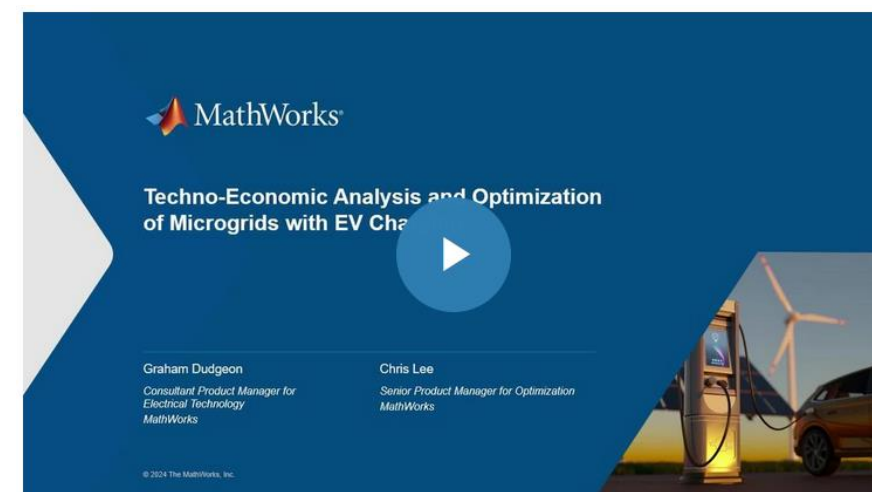 MathWorks®
Techno-Economic Analysis and Optimization
of Microgrids with EV
Graham Dudgeon
Consultant Product Manager for
Electrical Technology
MathWorks
Chris Lee
Senior Product Manager for Optimization
MathWorks
© 2024 The MathWorks, Inc.